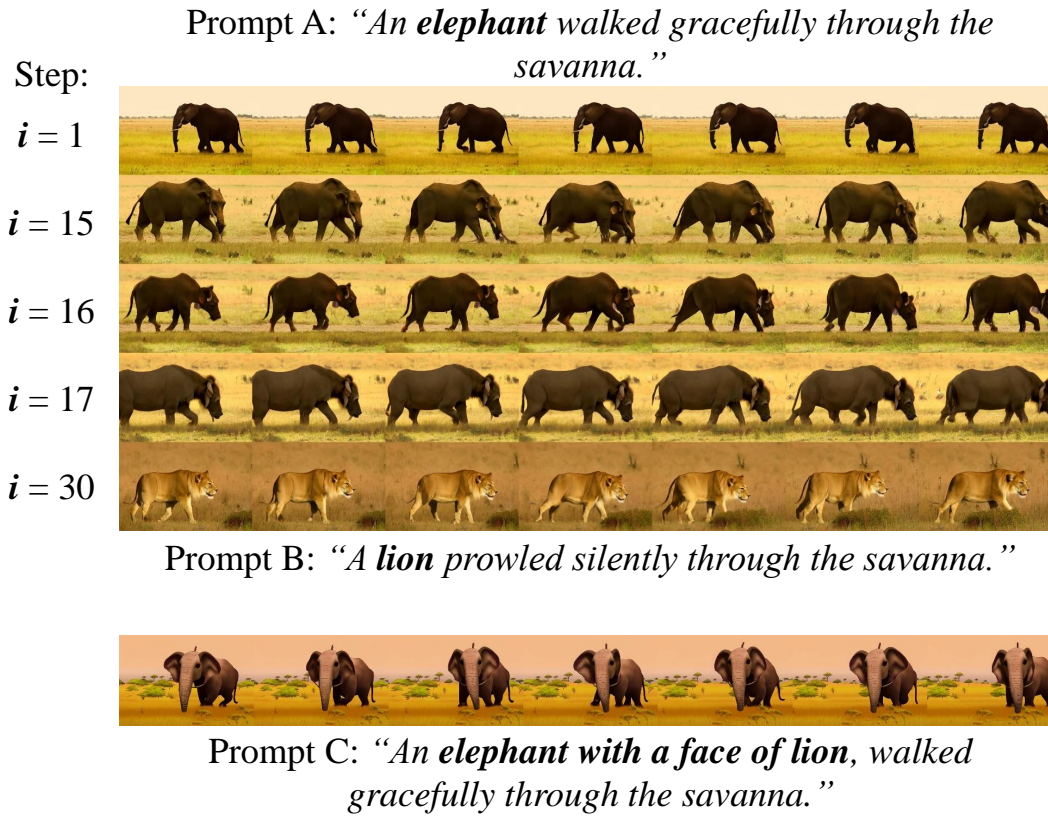 Prompt A: “An elephant walked gracefully through the
savanna.”
Step:
i = 1
i = 15
i = 16
i = 17
i = 30
Prompt B: “A lion prowled silently through the savanna.”
Prompt C: “An elephant with a face of lion, walked
gracefully through the savanna.”